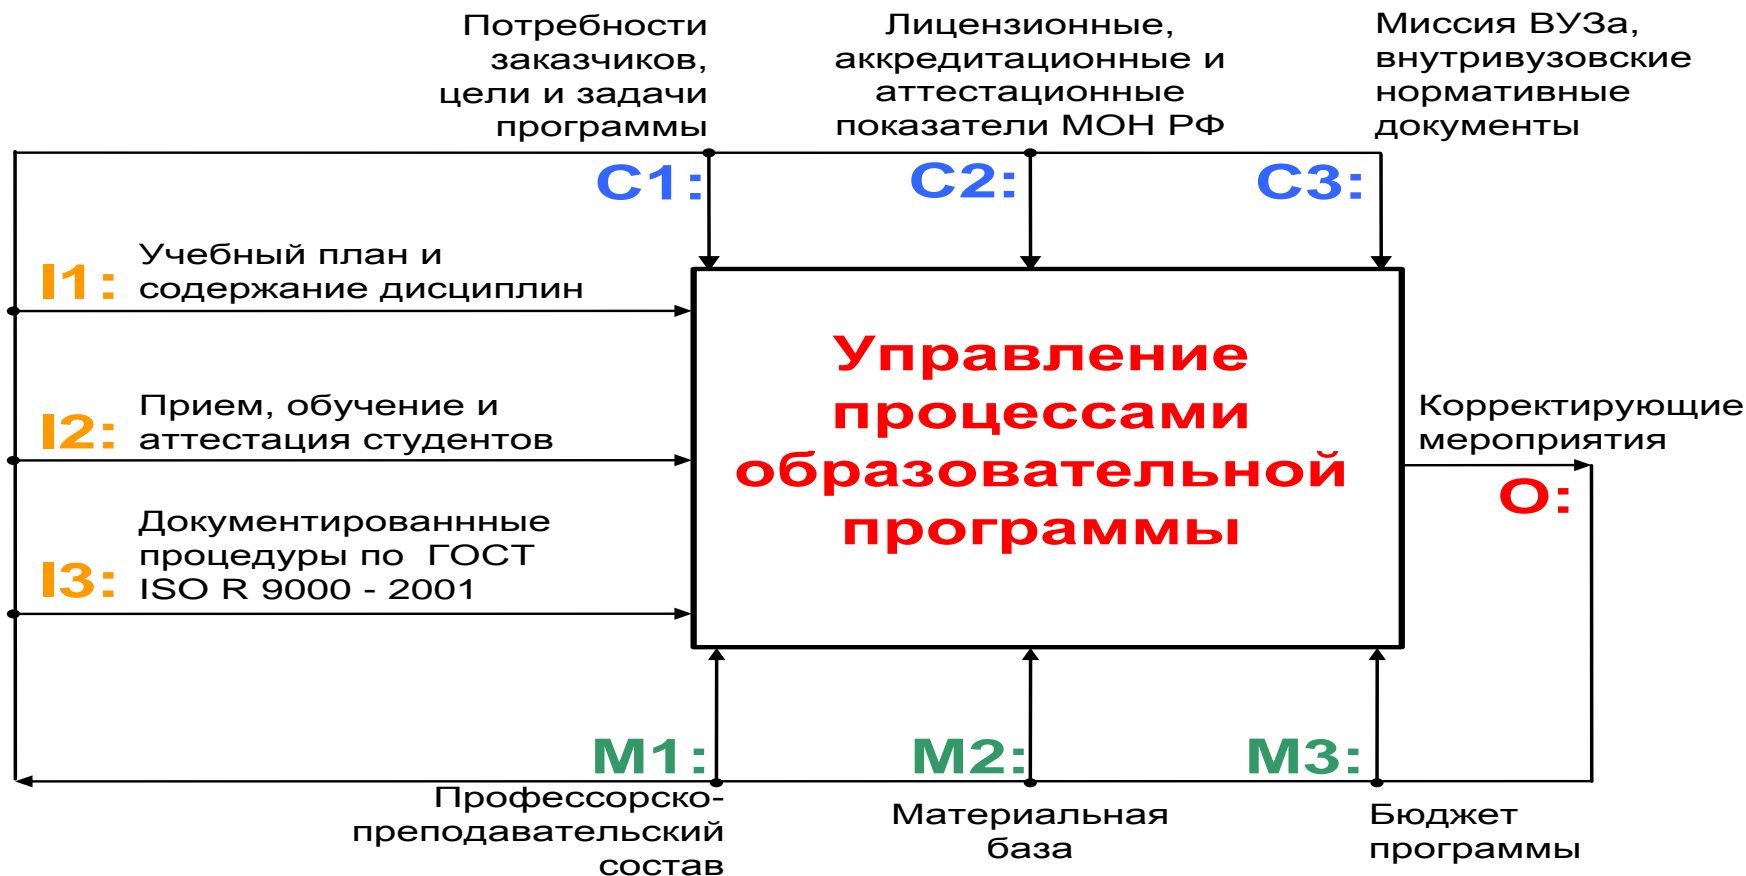 Потребности
заказчиков,
цели и задачи
программы
Лицензионные,
аккредитационные и
аттестационные
показатели МОН РФ
Миссия ВУЗа,
внутривузовские
нормативные
документы
C1:
C2:
C3:
I1:
Учебный план и
содержание дисциплин
I2:
Прием, обучение и
аттестация студентов
I3:
Документированнные
процедуры по ГОСТ
ISO R 9000 - 2001
Управление
процессами
образовательной
программы
Корректирующие
мероприятия
O:
M1:
M2:
M3:
Профессорско-
преподавательский
состав
Материальная
база
Бюджет
программы